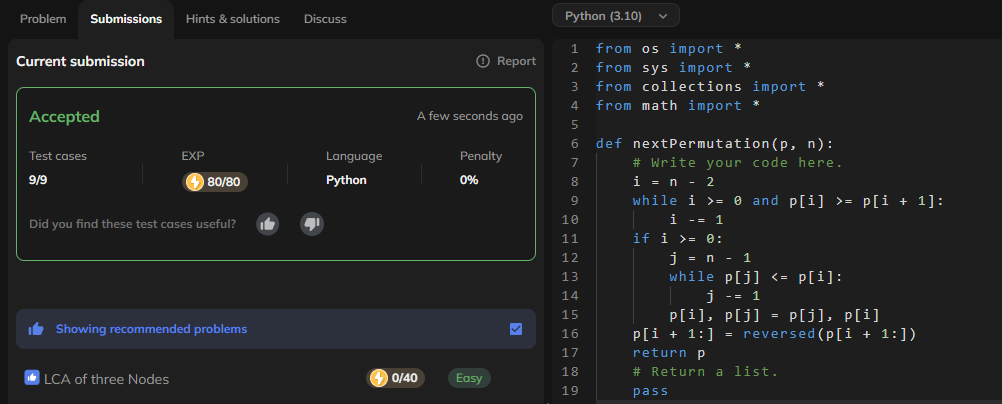 Problem
Submissions
Hints & solutions
Discuss
Current submission
Report
Accepted
A few seconds ago
Test cases
EXP
Language
Penalty
9/9
80/80
Python
0%
Did you find these test cases useful?
Showing recommended problems
LCA of three Nodes
0/40
Easy
Python (3.10)
1 from os import *
2 from sys import *
3 from collections import *
4 from math import *
5
6 def nextPermutation(p, n):
7     # Write your code here.
8     i = n - 2
9     while i >= 0 and p[i] >= p[i + 1]:
10         i -= 1
11     if i >= 0:
12         j = n - 1
13         while p[j] <= p[i]:
14             j -= 1
15         p[i], p[j] = p[j], p[i]
16     p[i + 1:] = reversed(p[i + 1:])
17     return p
18     # Return a list.
19     pass